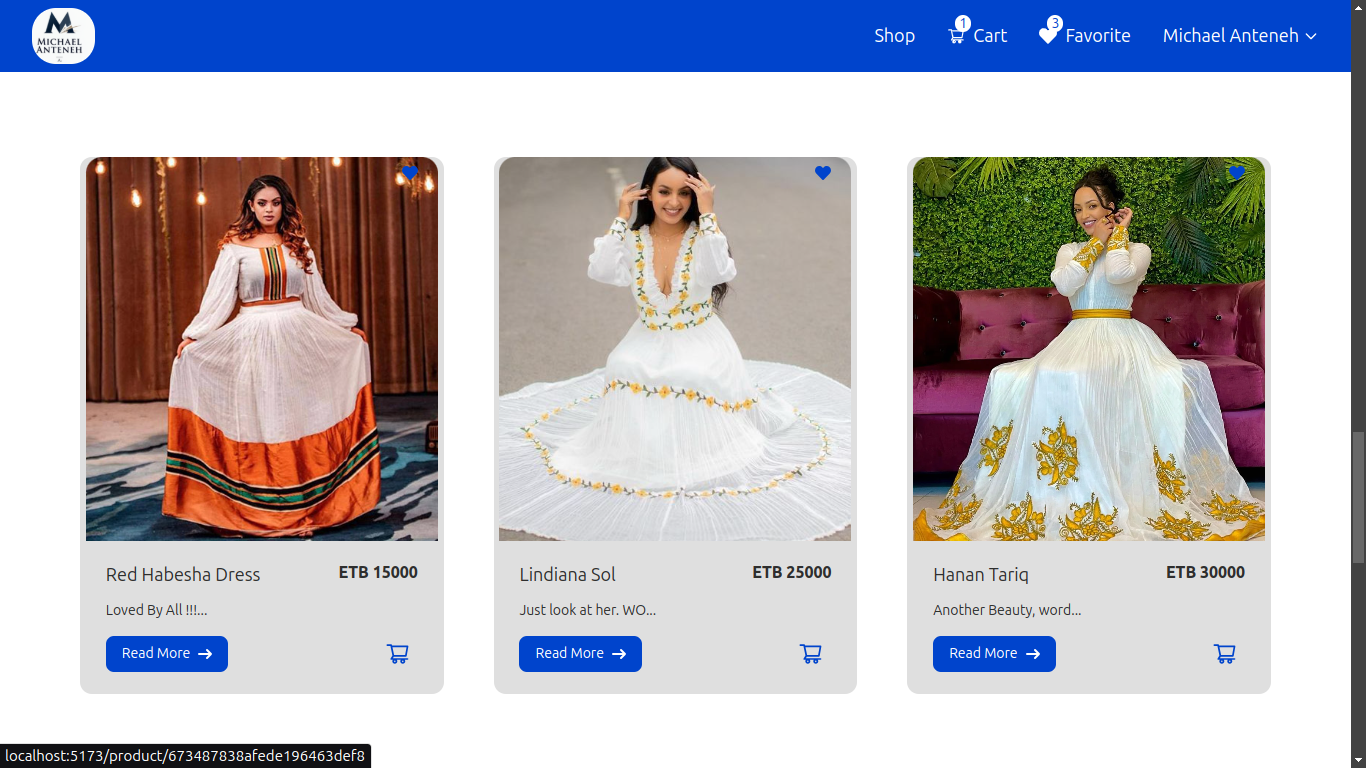 MICHAEL
ANTENEH
Shop
1
Cart
3
Favorite
Michael Anteneh
Red Habesha Dress
ETB 15000
Loved By All !!!...
Read More
Lindiana Sol
ETB 25000
Just look at her. WO...
Read More
Hanan Tariq
ETB 30000
Another Beauty, word...
Read More
localhost:5173/product/673487838afede196463def8